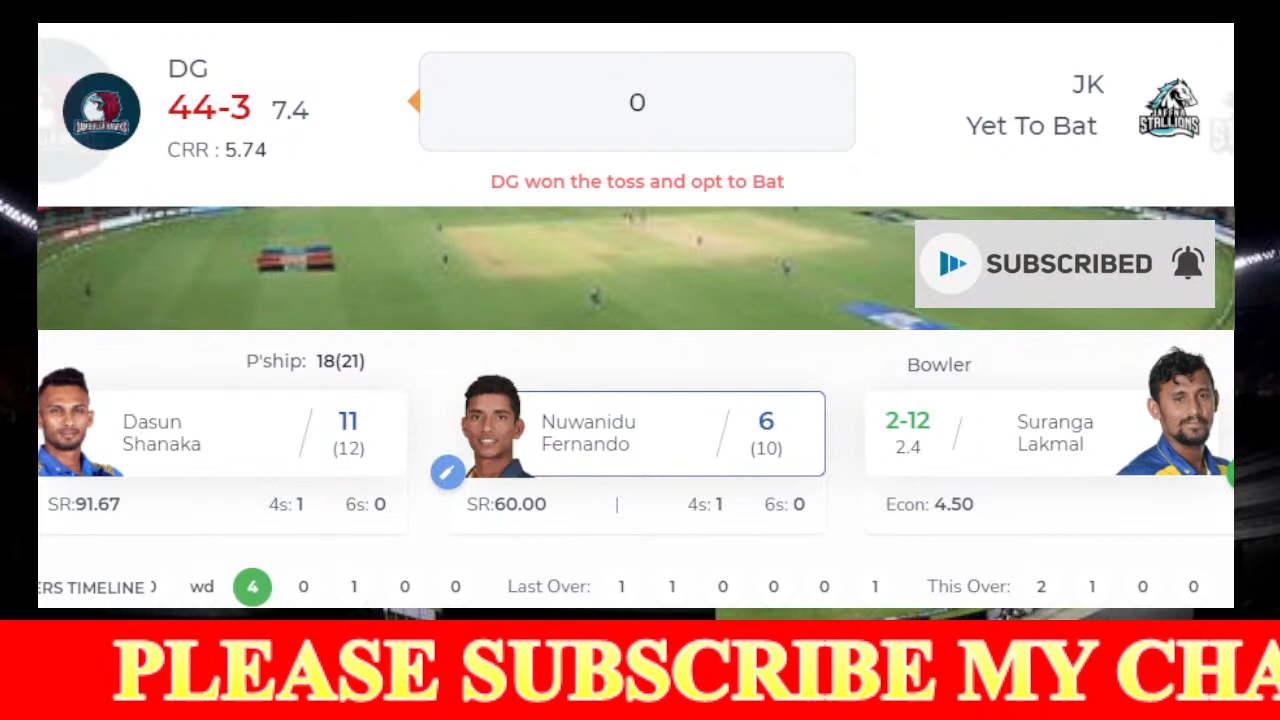 DG
44-3 7.4
CRR : 5.74
0
JK
Yet To Bat
STALLIONS
DG won the toss and opt to Bat
SUBSCRIBED
P'ship: 18(21)
Bowler
Dasun
Shanaka
11
(12)
SR:91.67 4s: 1 6s: 0
Nuwanidu
Fernando
6
(10)
SR:60.00 | 4s: 1 6s: 0
2-12
2.4
Suranga
Lakmal
Econ: 4.50
ERS TIMELINE wd 4 0 1 0 0 Last Over: 1 1 0 0 0 1 This Over: 2 1 0 0
PLEASE SUBSCRIBE MY CHA